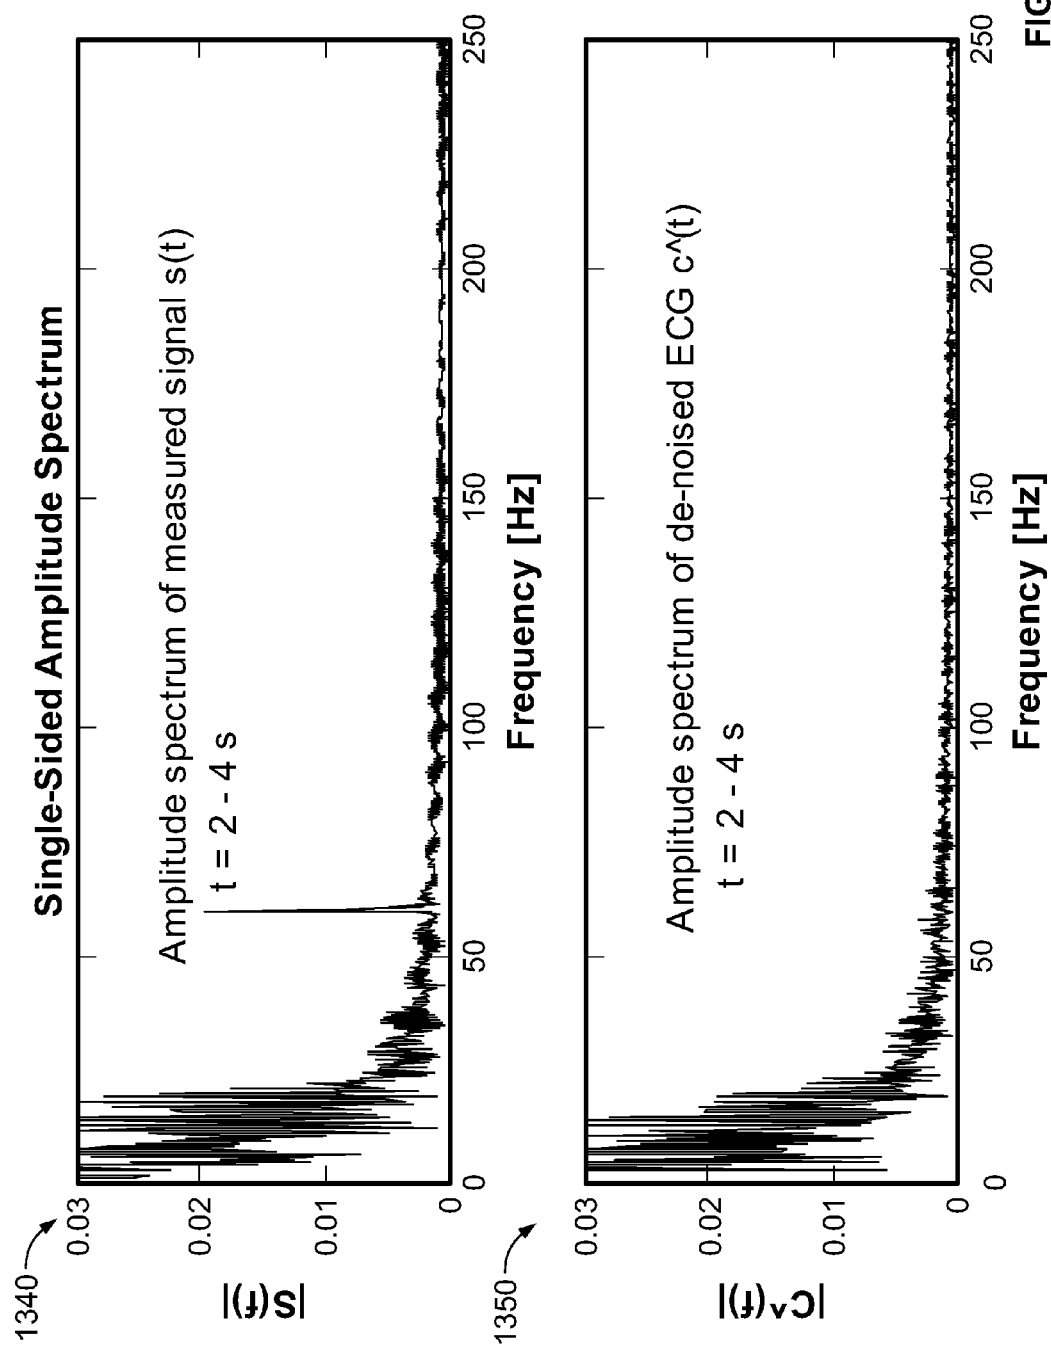 Single-Sided Amplitude Spectrum
1340
|S(f)|
0.03
0.02
0.01
0
Amplitude spectrum of measured signal s(t)
t = 2 - 4 s
0 50 100 150 200 250
Frequency [Hz]
1350
|C^(f)|
0.03
0.02
0.01
0
Amplitude spectrum of de-noised ECG c^(t)
t = 2 - 4 s
0 50 100 150 200 250
Frequency [Hz]
FIG